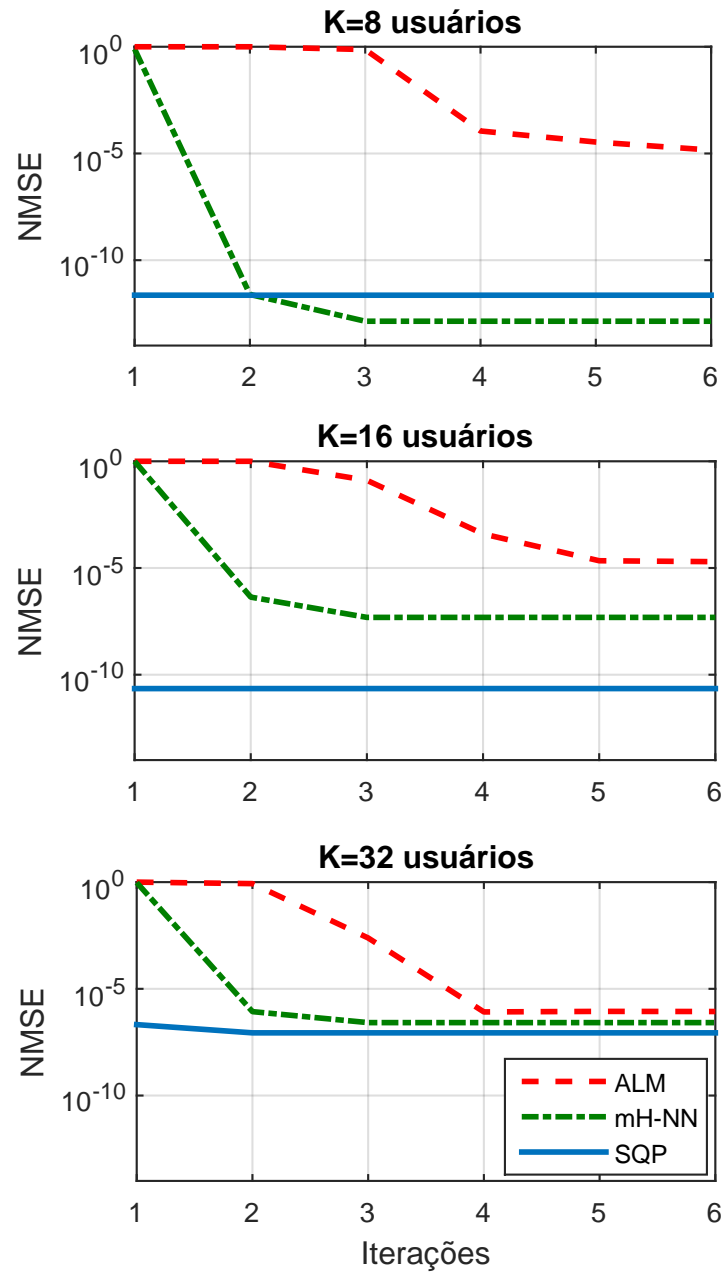 K=8 usuários
10^0
10^-5
10^-10
NMSE
1 2 3 4 5 6
K=16 usuários
10^0
10^-5
10^-10
NMSE
1 2 3 4 5 6
K=32 usuários
10^0
10^-5
10^-10
NMSE
ALM
mH-NN
SQP
1 2 3 4 5 6
Iterações